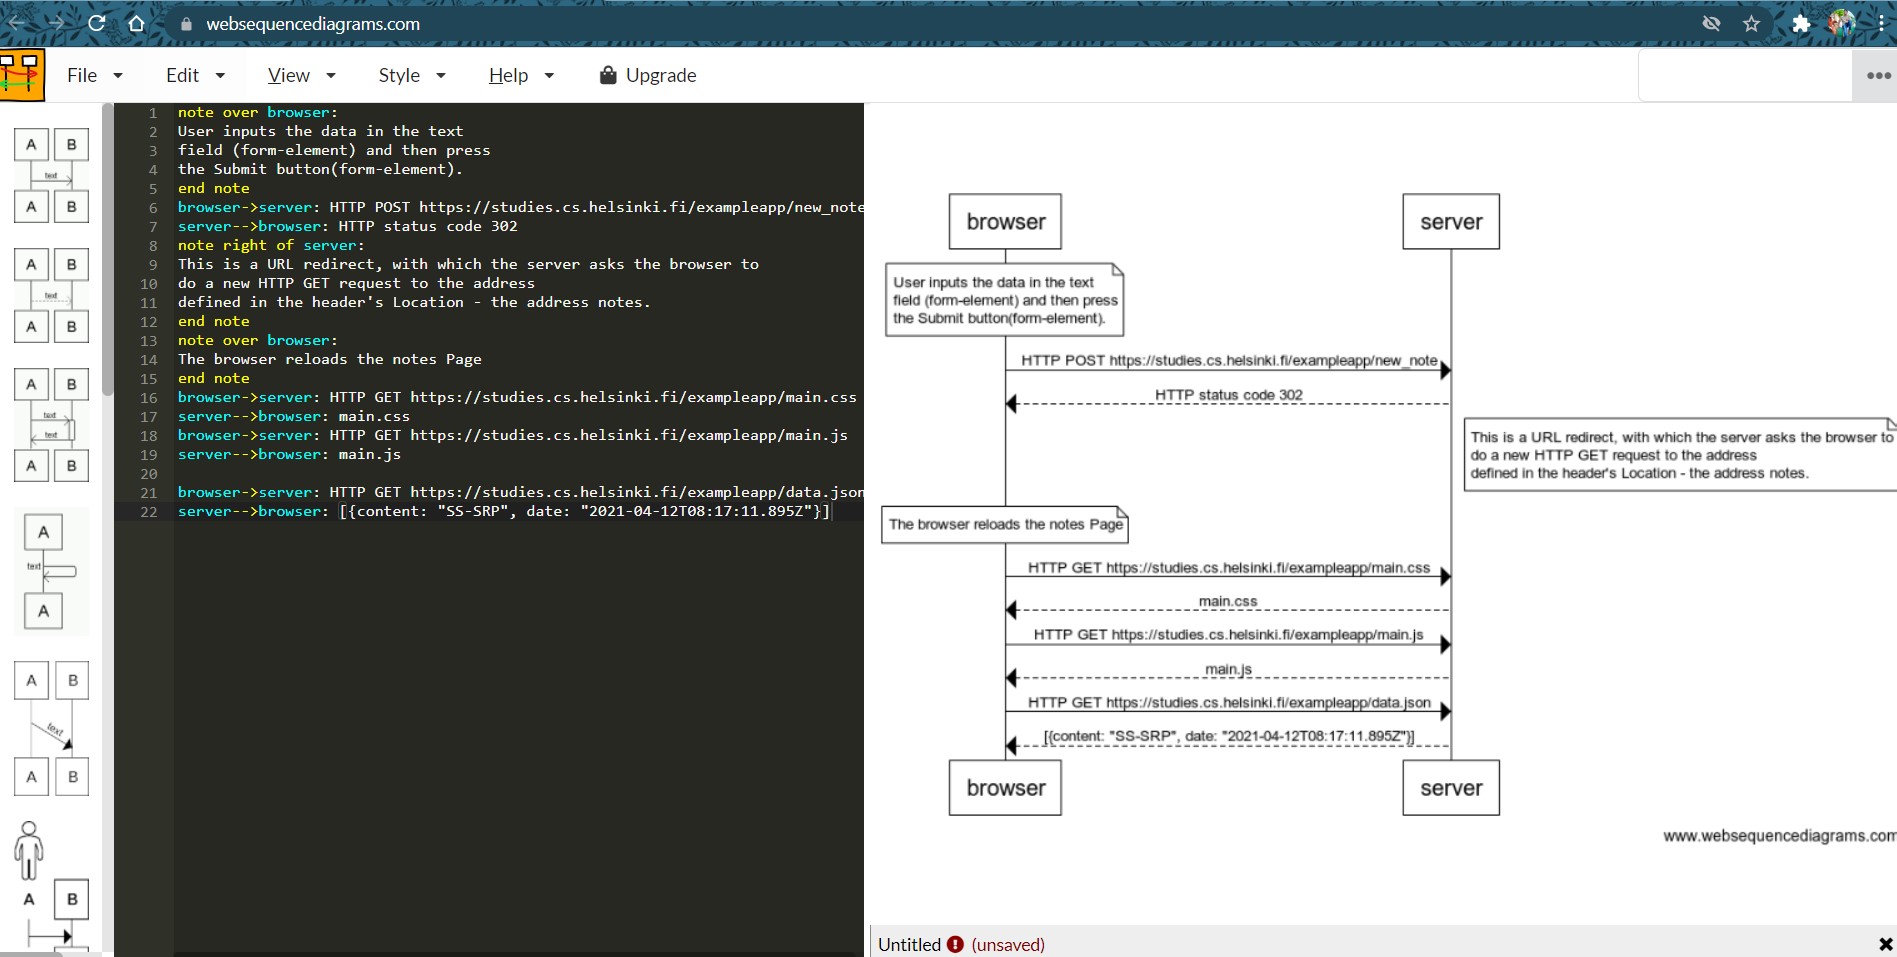 websequencediagrams.com
File
Edit
View
Style
Help
Upgrade
A B
text
A B
A B
text
A B
A B
text
text
A B
A
text
A
A B
text
A B
A B
1 note over browser:
2 User inputs the data in the text
3 field (form-element) and then press
4 the Submit button(form-element).
5 end note
6 browser->server: HTTP POST https://studies.cs.helsinki.fi/exampleapp/new_note
7 server-->browser: HTTP status code 302
8 note right of server:
9 This is a URL redirect, with which the server asks the browser to
10 do a new HTTP GET request to the address
11 defined in the header's Location - the address notes.
12 end note
13 note over browser:
14 The browser reloads the notes Page
15 end note
16 browser->server: HTTP GET https://studies.cs.helsinki.fi/exampleapp/main.css
17 server-->browser: main.css
18 browser->server: HTTP GET https://studies.cs.helsinki.fi/exampleapp/main.js
19 server-->browser: main.js
20
21 browser->server: HTTP GET https://studies.cs.helsinki.fi/exampleapp/data.json
22 server-->browser: [{content: "SS-SRP", date: "2021-04-12T08:17:11.895Z"}]
browser server
User inputs the data in the text
field (form-element) and then press
the Submit button(form-element).
HTTP POST https://studies.cs.helsinki.fi/exampleapp/new_note
HTTP status code 302
This is a URL redirect, with which the server asks the browser to
do a new HTTP GET request to the address
defined in the header's Location - the address notes.
The browser reloads the notes Page
HTTP GET https://studies.cs.helsinki.fi/exampleapp/main.css
main.css
HTTP GET https://studies.cs.helsinki.fi/exampleapp/main.js
main.js
HTTP GET https://studies.cs.helsinki.fi/exampleapp/data.json
[{content: "SS-SRP", date: "2021-04-12T08:17:11.895Z"}]
browser server
www.websequencediagrams.com
Untitled (unsaved)